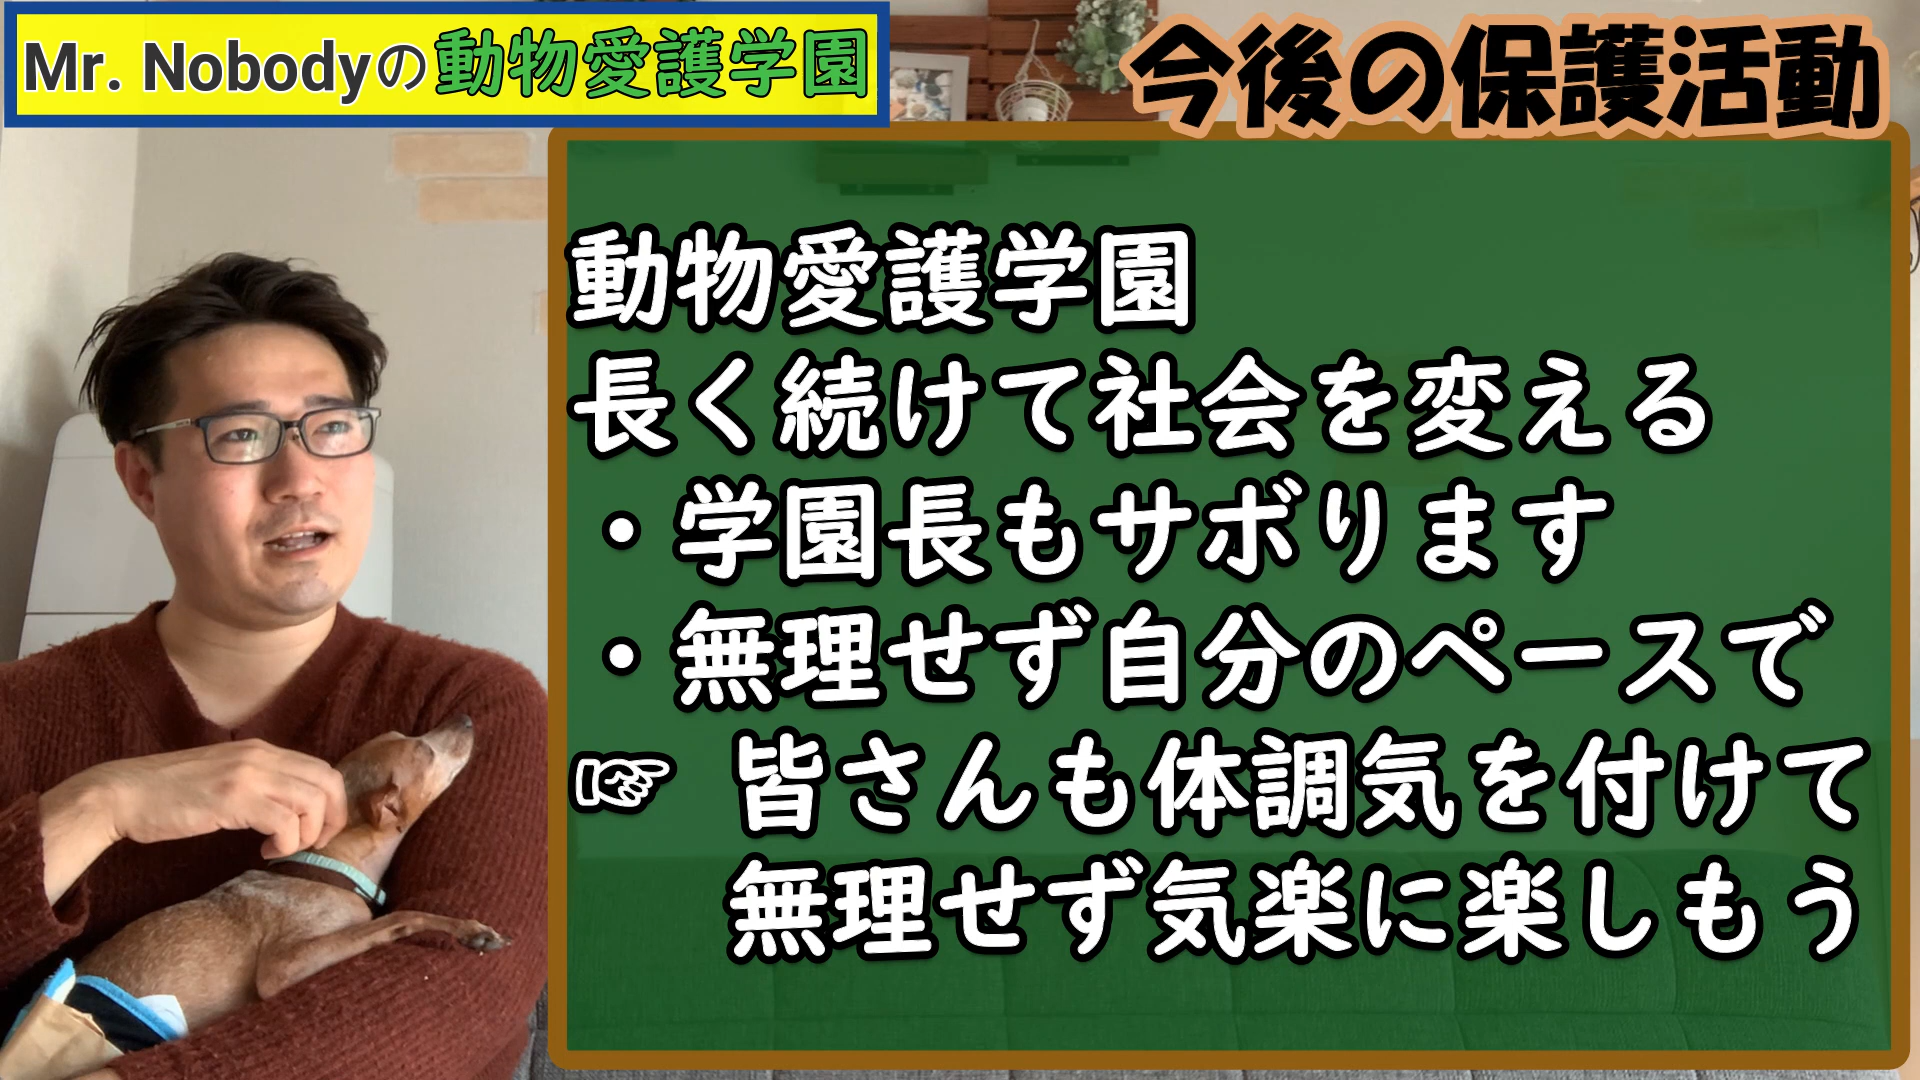 Mr. Nobodyの動物愛護学園
今後の保護活動
動物愛護学園
長く続けて社会を変える
・学園長もサボります
・無理せず自分のペースで
☞ 皆さんも体調気を付けて
無理せず気楽に楽しもう